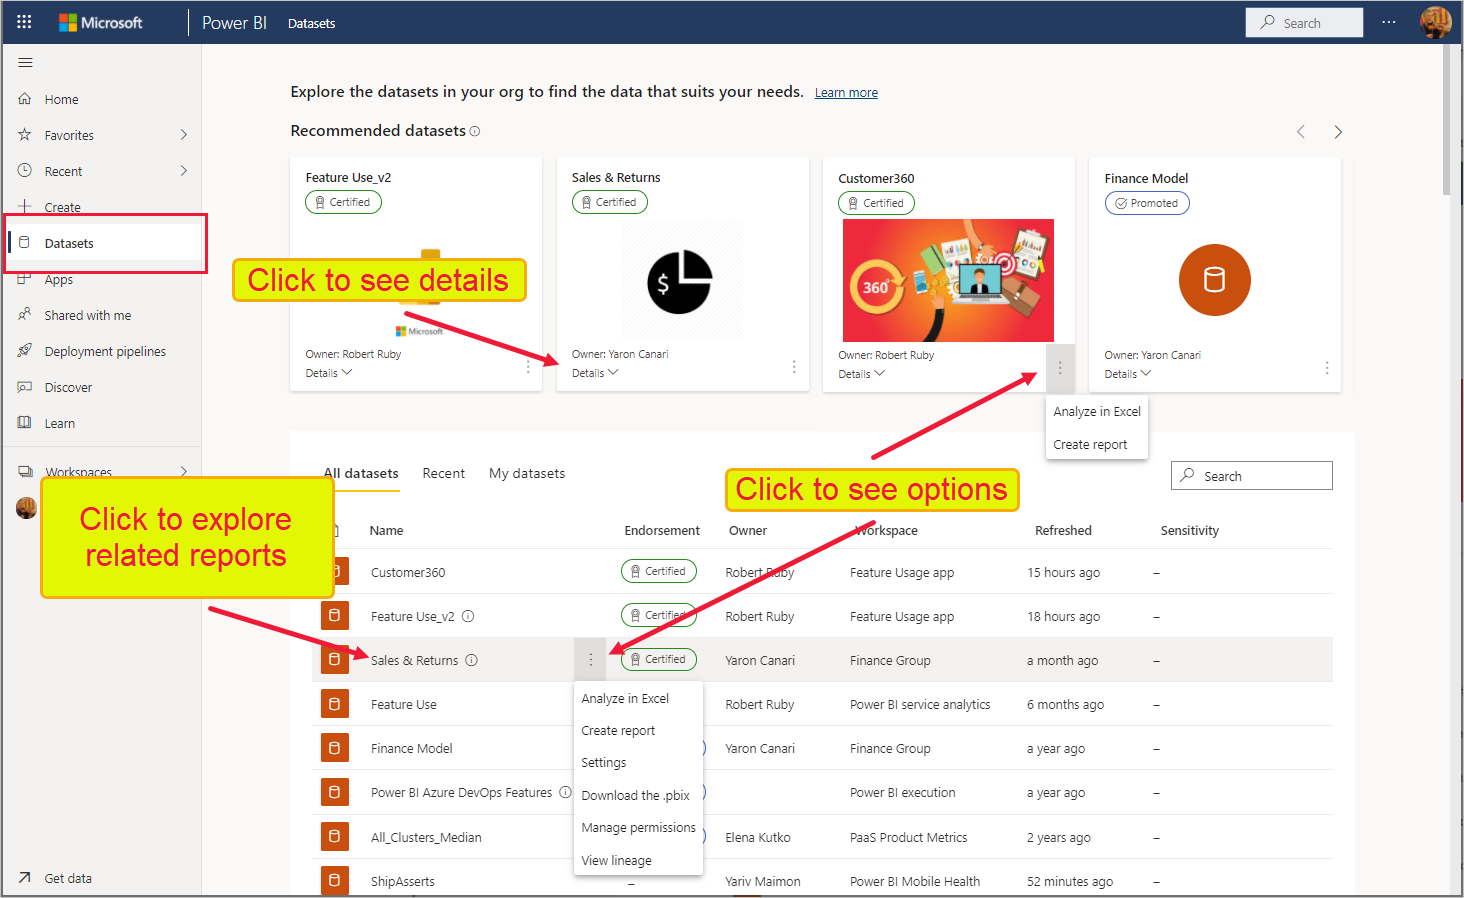 Microsoft Power BI Datasets Search
Home
Favorites
Recent
Create
Datasets
Apps
Shared with me
Deployment pipelines
Discover
Learn
Workspaces
Get data
Explore the datasets in your org to find the data that suits your needs. Learn more
Recommended datasets
Feature Use_v2
Certified
Microsoft
Owner: Robert Ruby
Details
Sales & Returns
Certified
$
Owner: Yaron Canari
Details
Customer360
Certified
360°
Owner: Robert Ruby
Details
Finance Model
Promoted
Owner: Yaron Canari
Details
Analyze in Excel
Create report
Click to see details
Click to see options
Click to explore
related reports
All datasets Recent My datasets Search
Name Endorsement Owner Workspace Refreshed Sensitivity
Customer360 Certified Robert Ruby Feature Usage app 15 hours ago –
Feature Use_v2 Certified Robert Ruby Feature Usage app 18 hours ago –
Sales & Returns Certified Yaron Canari Finance Group a month ago –
Feature Use Robert Ruby Power BI service analytics 6 months ago –
Finance Model Yaron Canari Finance Group a year ago –
Power BI Azure DevOps Features Power BI execution a year ago –
All_Clusters_Median Elena Kutko PaaS Product Metrics 2 years ago –
ShipAsserts – Yariv Maimon Power BI Mobile Health 52 minutes ago –
Analyze in Excel
Create report
Settings
Download the .pbix
Manage permissions
View lineage